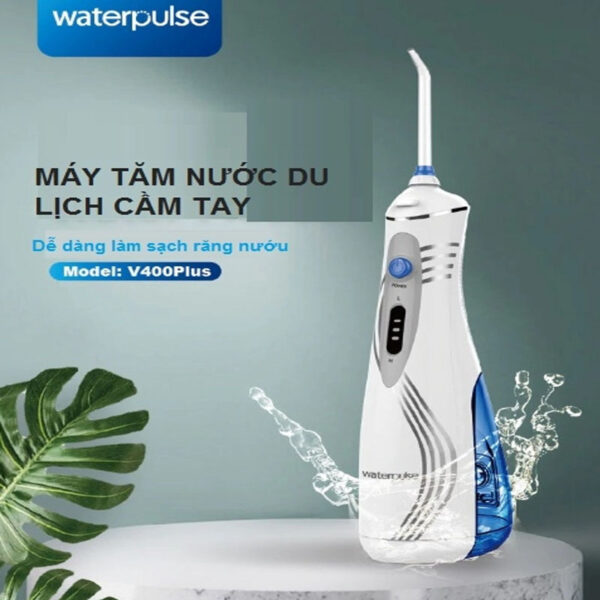 waterpulse
MÁY TĂM NƯỚC DU
LỊCH CẦM TAY
Dễ dàng làm sạch răng nướu
Model: V400Plus
POWER
L
H
waterpulse